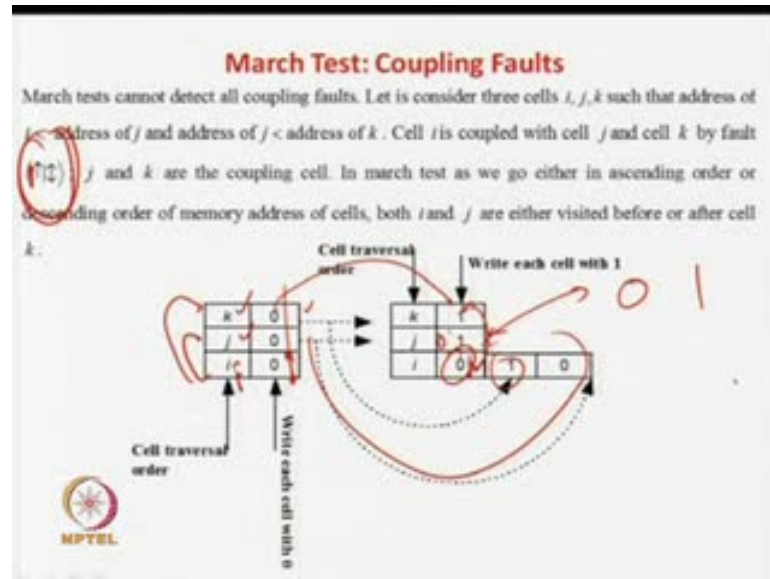 March Test: Coupling Faults
March tests cannot detect all coupling faults. Let is consider three cells i, j, k such that address of
address of j and address of j < address of k . Cell i is coupled with cell j and cell k by fault
j and k are the coupling cell. In march test as we go either in ascending order or
descending order of memory address of cells, both i and j are either visited before or after cell
k .
Cell traversal
order
Write each cell with 1
0 1
k 0
j 0
i 0
k 1
j 1
i 0 1 0
Cell traversal
order
Write each cell with 0
NPTEL